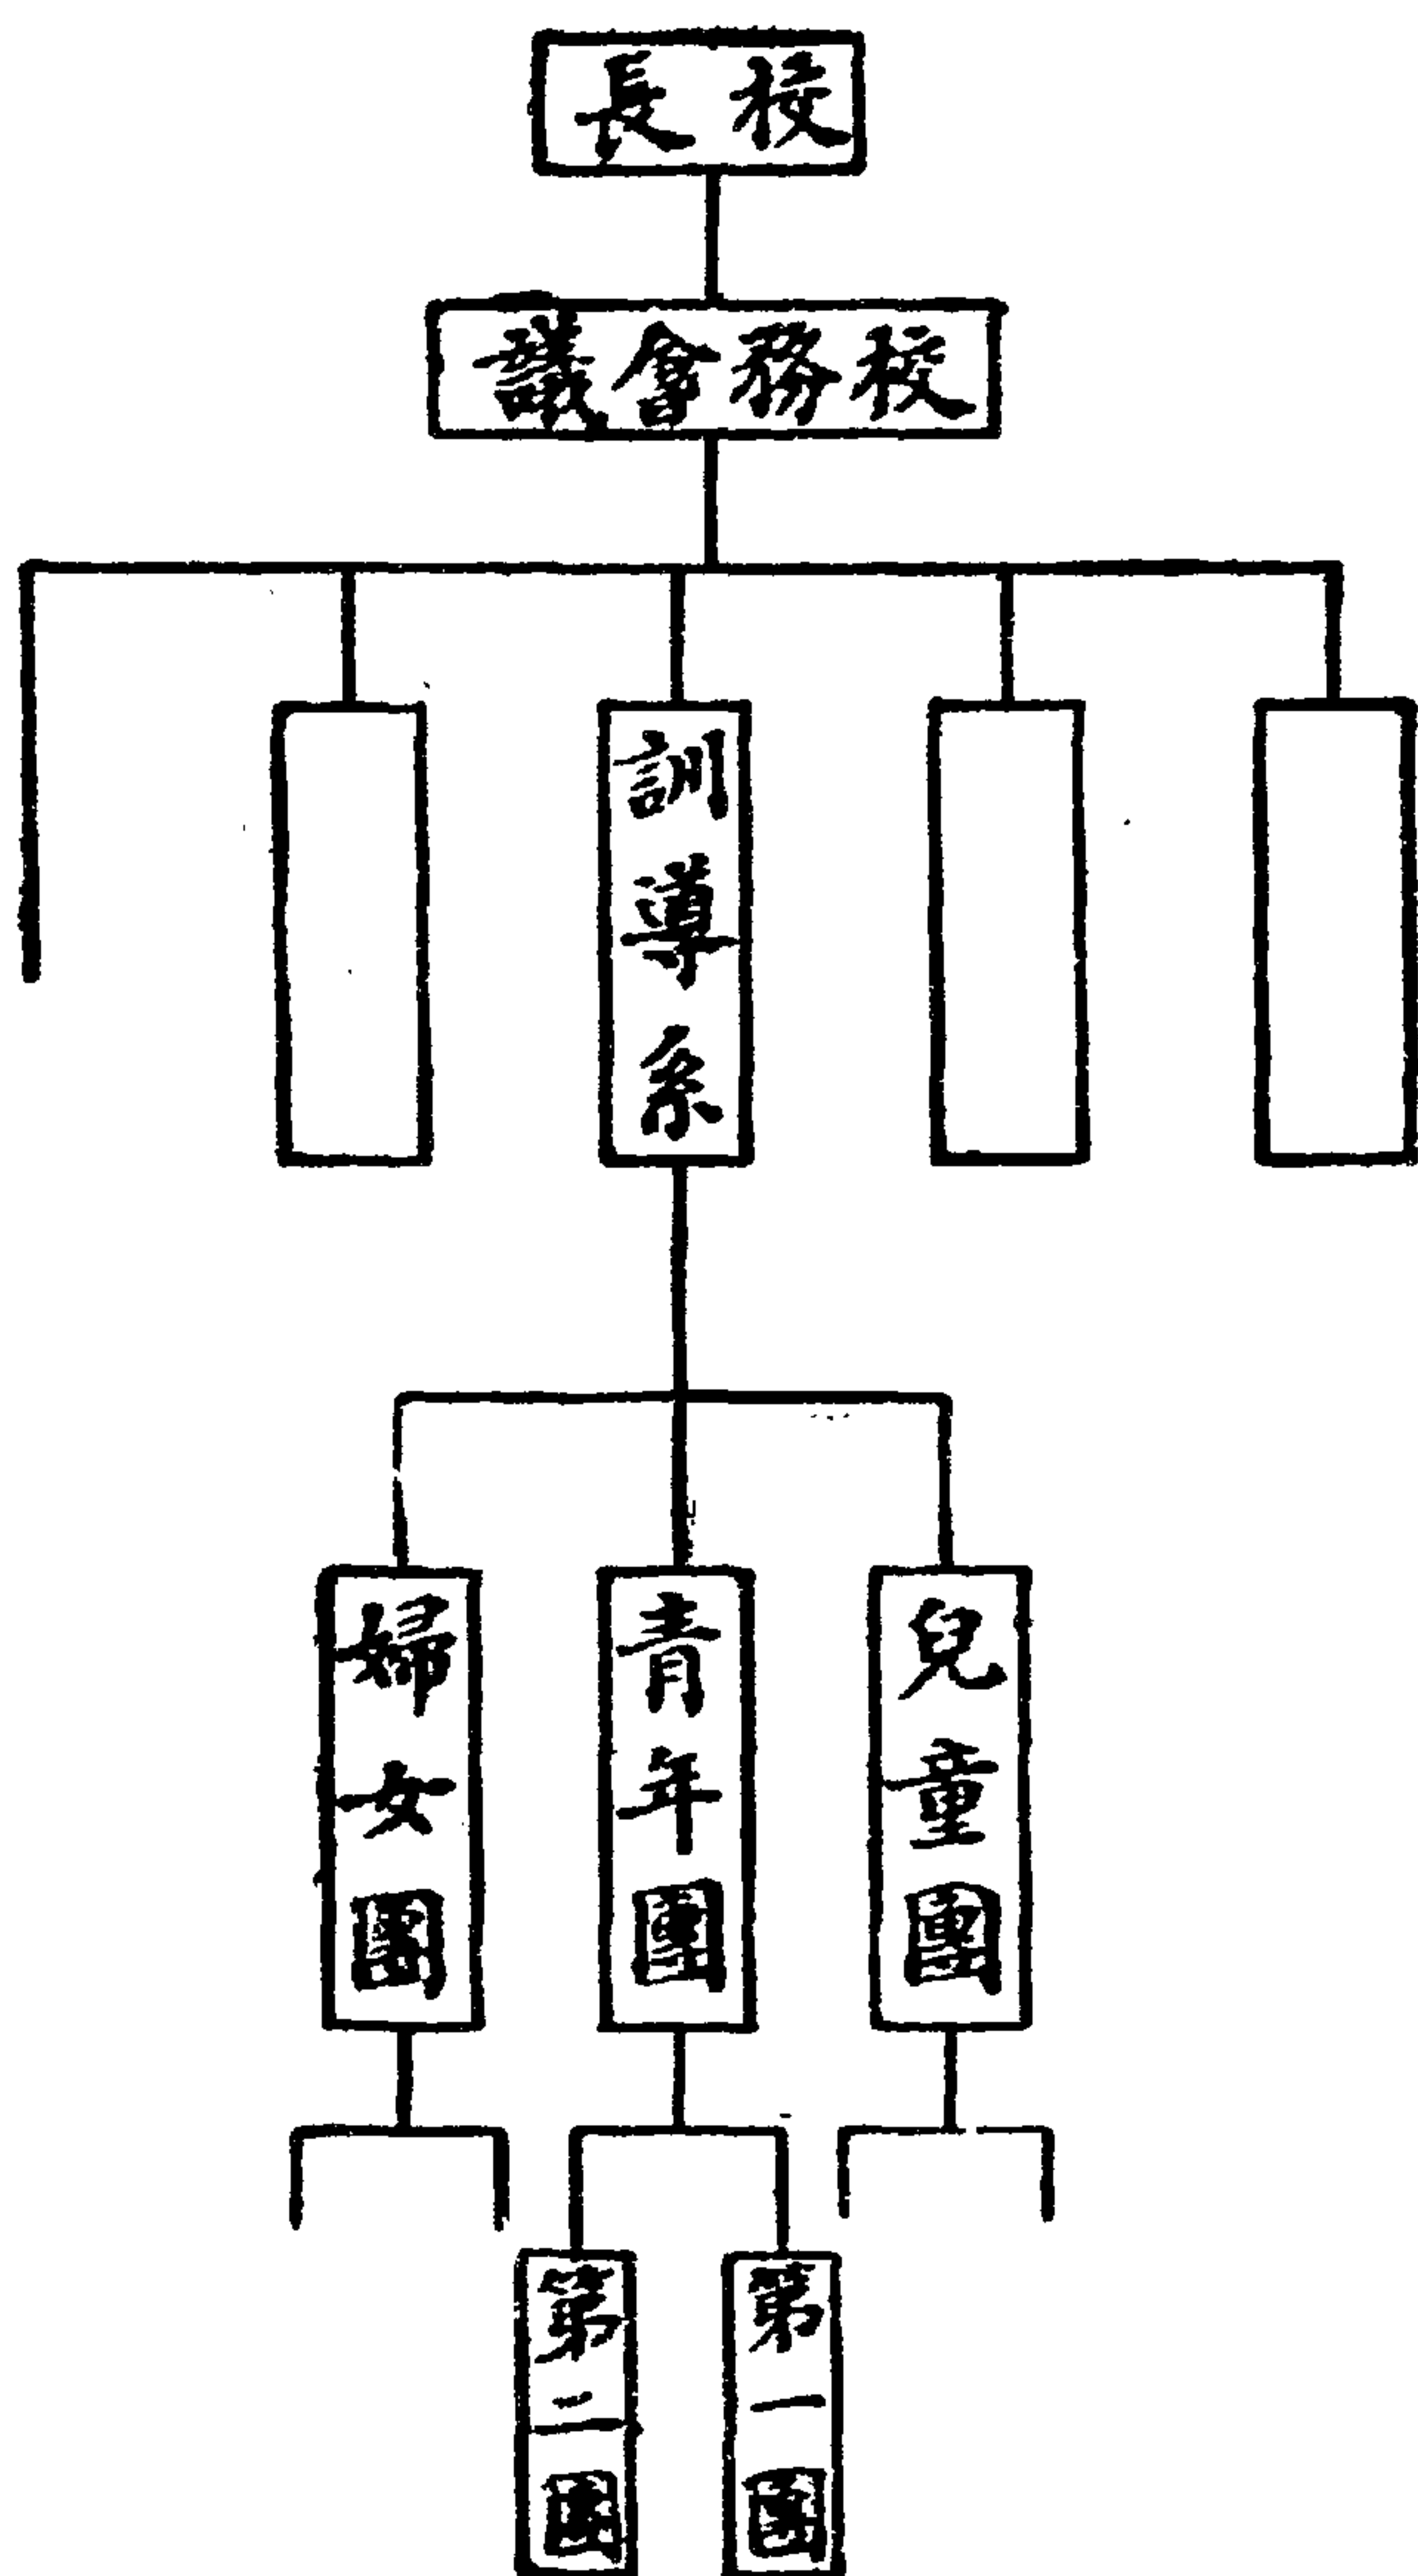 校長
校務會議
訓導系
兒童團
青年團
婦女團
第一團
第二團